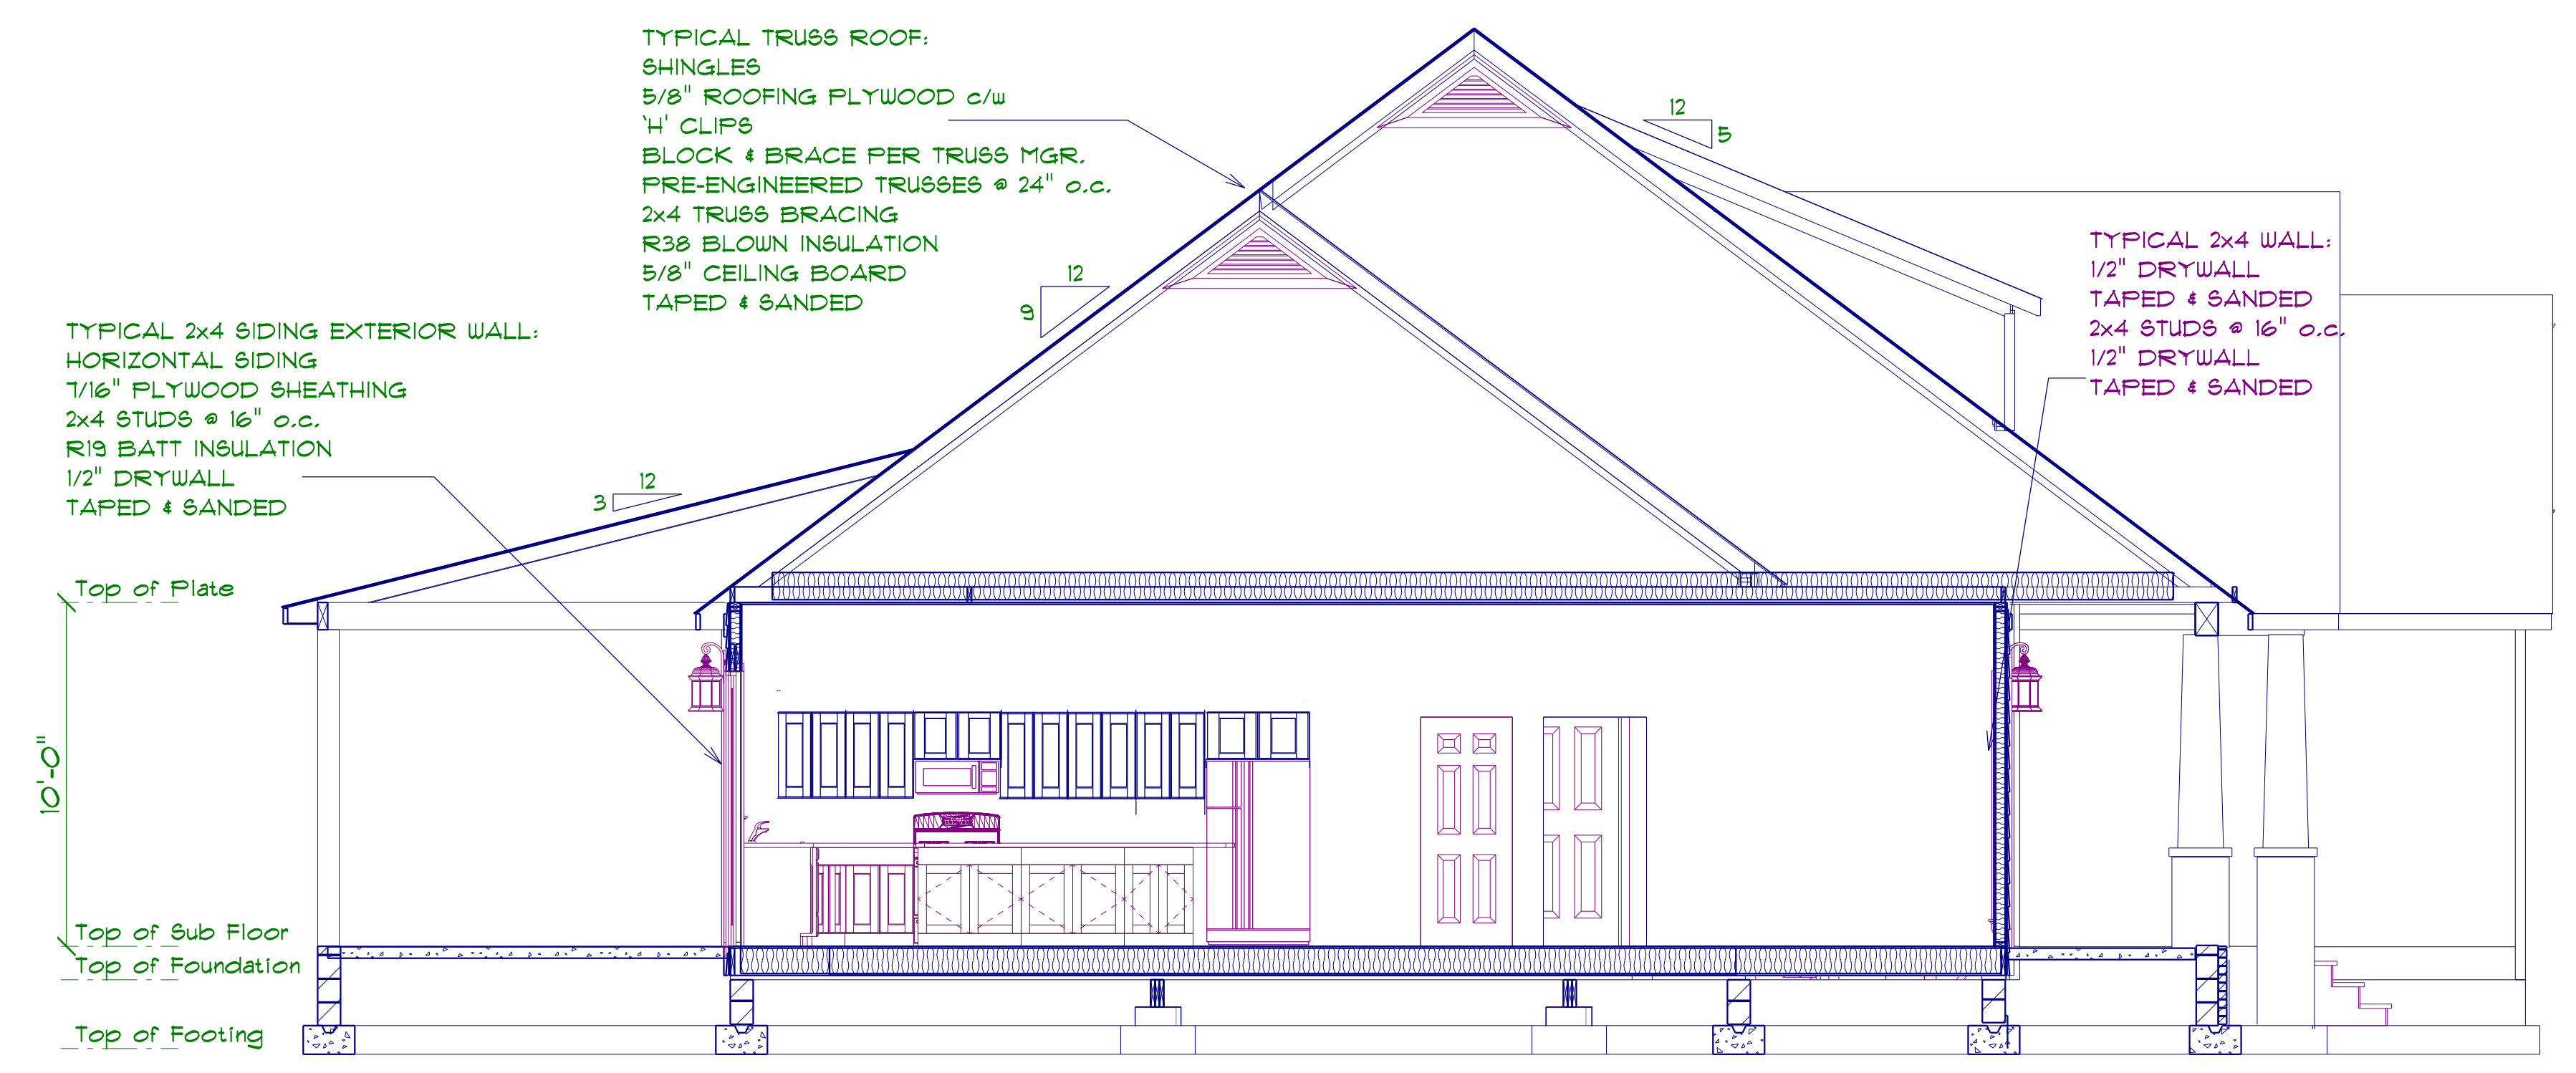 TYPICAL TRUSS ROOF:
SHINGLES
5/8" ROOFING PLYWOOD c/w
'H' CLIPS
BLOCK & BRACE PER TRUSS MGR.
PRE-ENGINEERED TRUSSES @ 24" o.c.
2x4 TRUSS BRACING
R38 BLOWN INSULATION
5/8" CEILING BOARD
TAPED & SANDED
12
5
12
9
TYPICAL 2x4 WALL:
1/2" DRYWALL
TAPED & SANDED
2x4 STUDS @ 16" o.c.
1/2" DRYWALL
TAPED & SANDED
TYPICAL 2x4 SIDING EXTERIOR WALL:
HORIZONTAL SIDING
7/16" PLYWOOD SHEATHING
2x4 STUDS @ 16" o.c.
R19 BATT INSULATION
1/2" DRYWALL
TAPED & SANDED
12
3
Top of Plate
10'-0"
Top of Sub Floor
Top of Foundation
Top of Footing